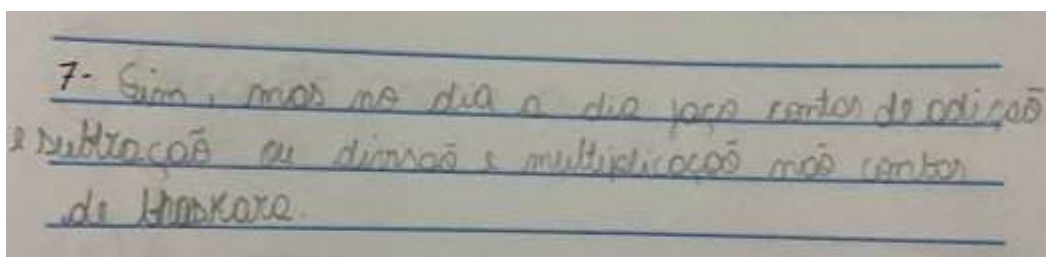 7- Sim, mas no dia a dia faço contas de adição
e subtração ou divisão e multiplicação não contas
de bhaskara.